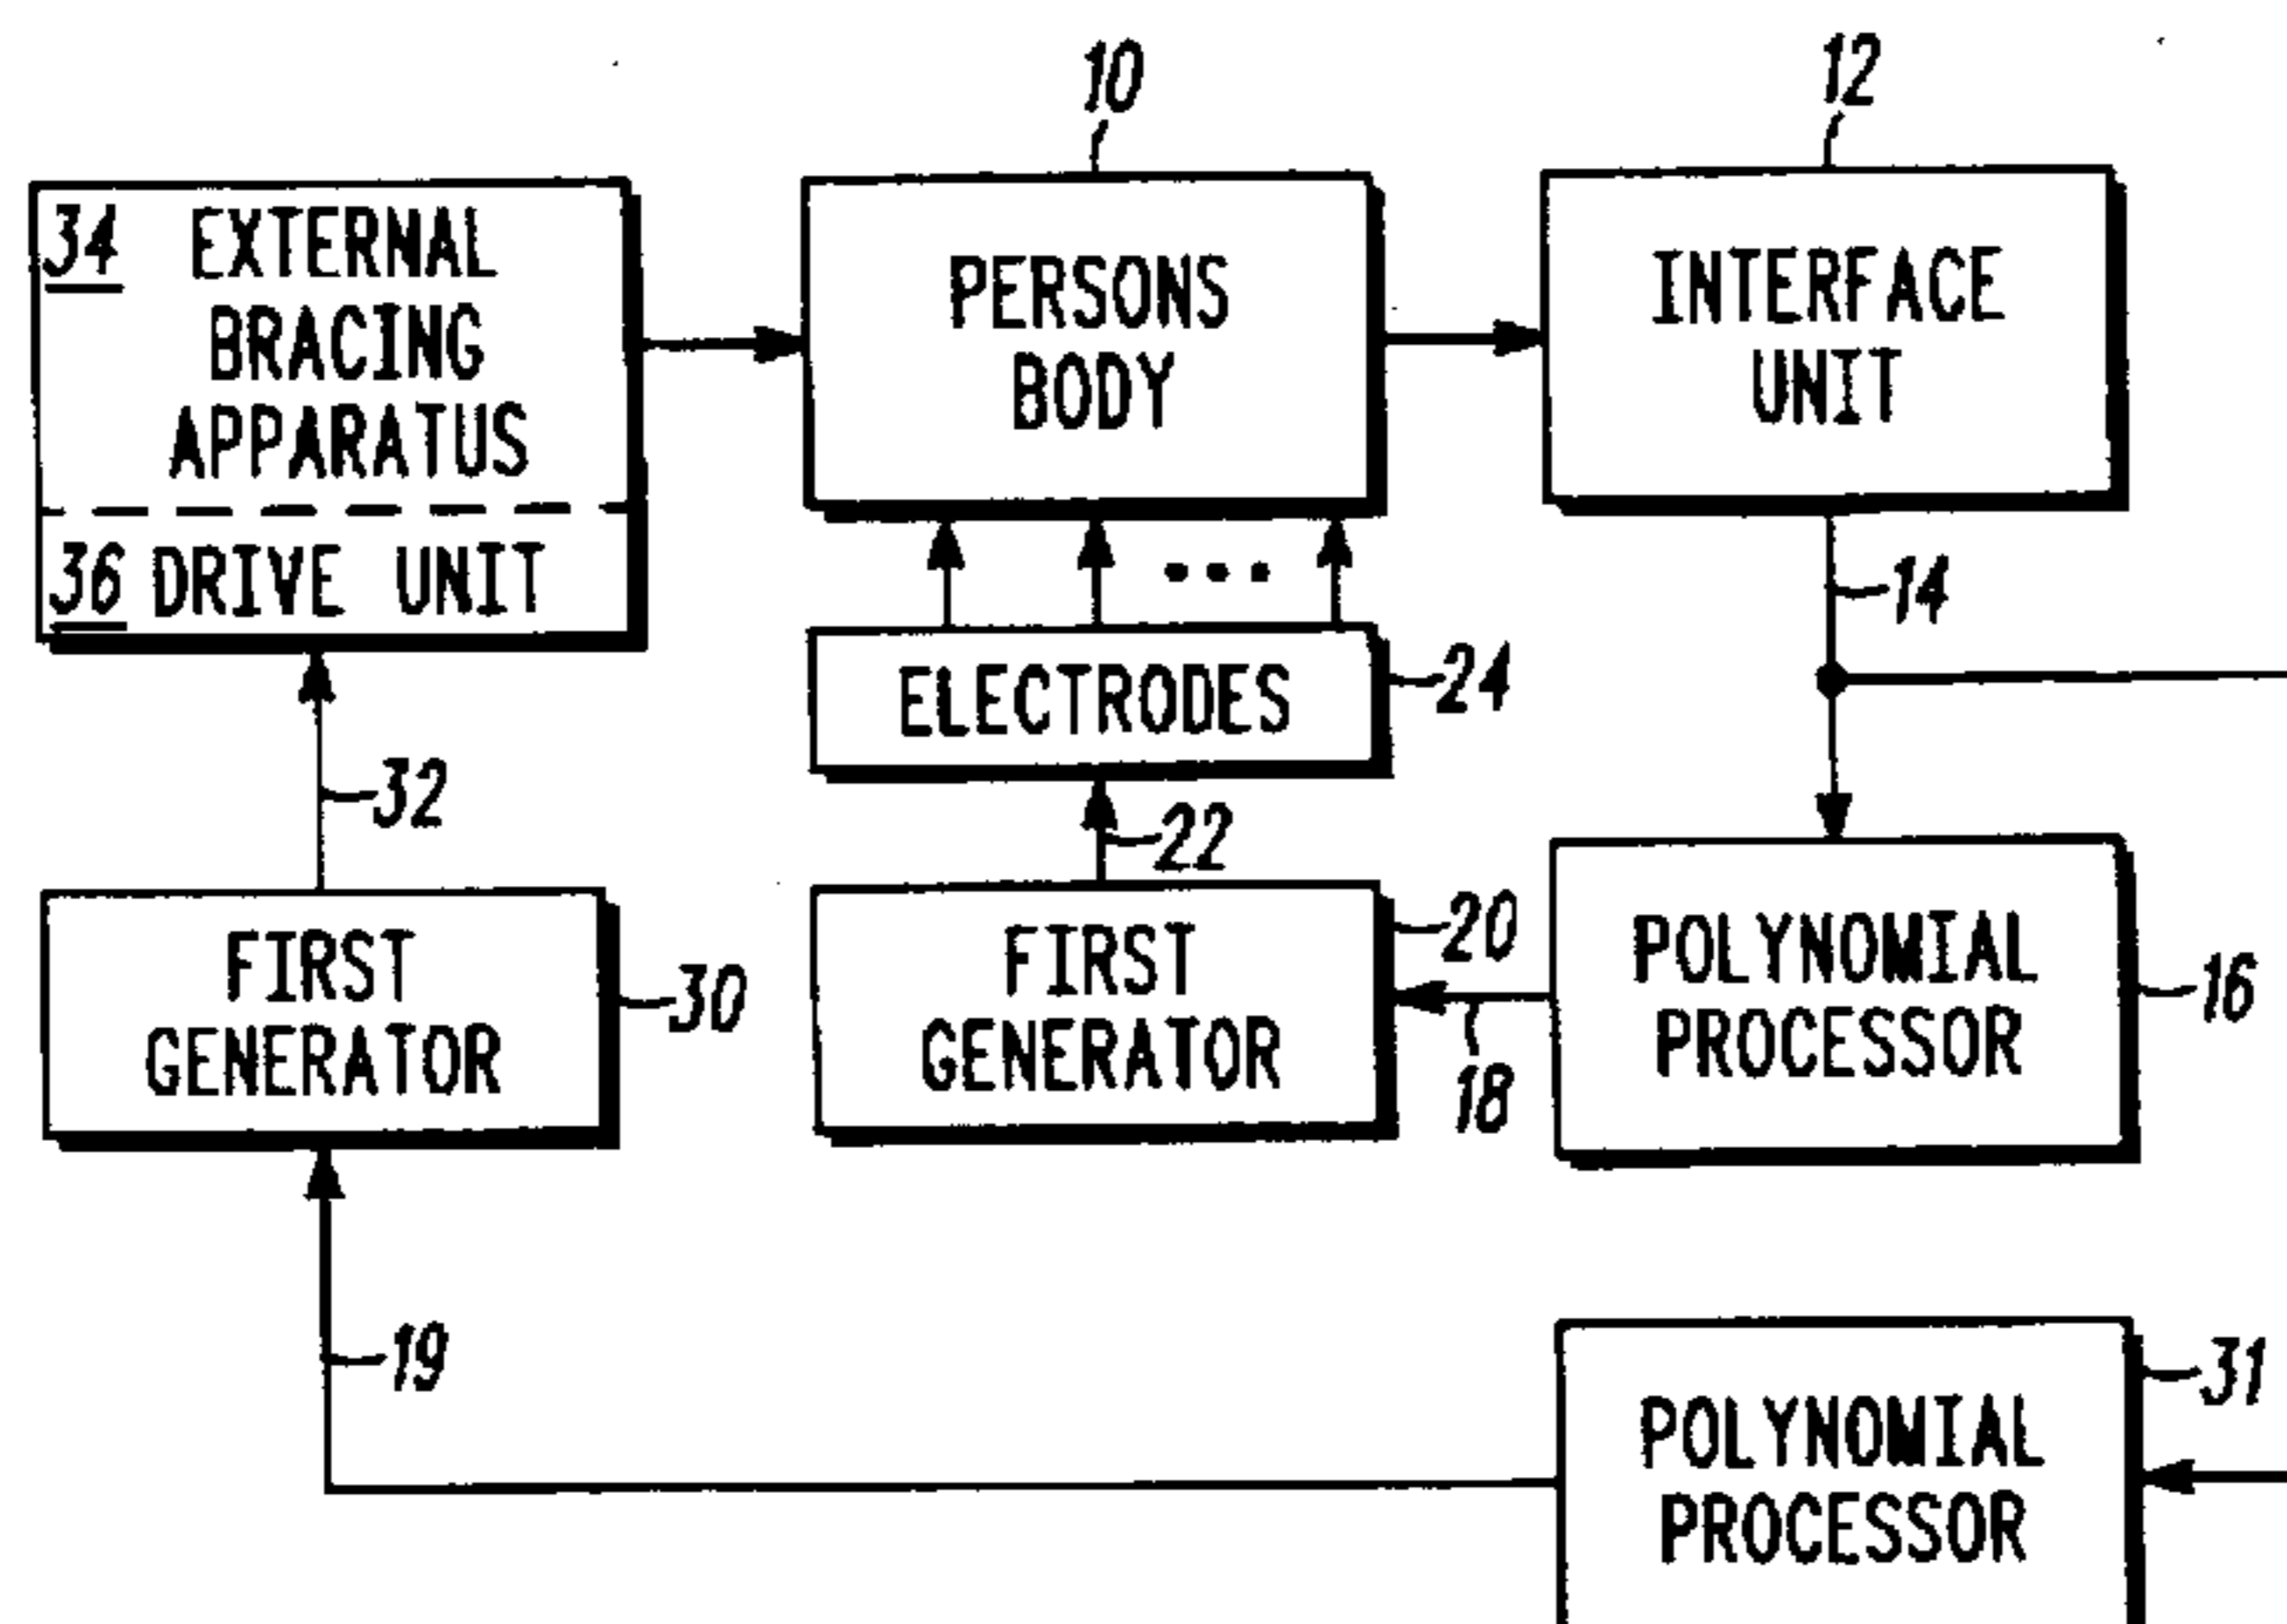 10
12
34 EXTERNAL
BRACING
APPARATUS
36 DRIVE UNIT
PERSONS
BODY
INTERFACE
UNIT
14
ELECTRODES
24
32
22
FIRST
GENERATOR
30
FIRST
GENERATOR
20
18
POLYNOMIAL
PROCESSOR
16
19
POLYNOMIAL
PROCESSOR
31